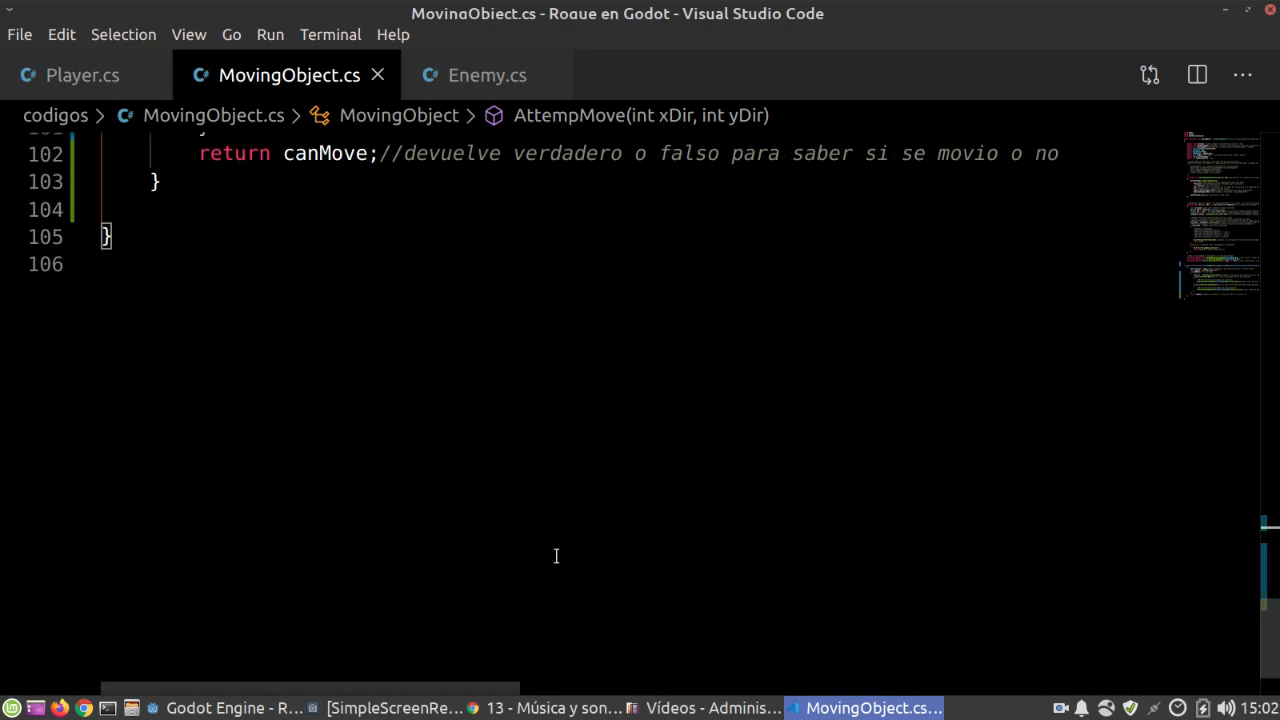 MovingObject.cs - Rogue en Godot - Visual Studio Code
File Edit Selection View Go Run Terminal Help
Player.cs MovingObject.cs Enemy.cs
codigos > MovingObject.cs > MovingObject > AttempMove(int xDir, int yDir)
101 }
102 return canMove;//devuelve verdadero o falso para saber si se movio o no
103 }
104
105 }
106
Godot Engine - R... [SimpleScreenRe... 13 - Música y son... Vídeos - Adminis... MovingObject.cs... 15:02